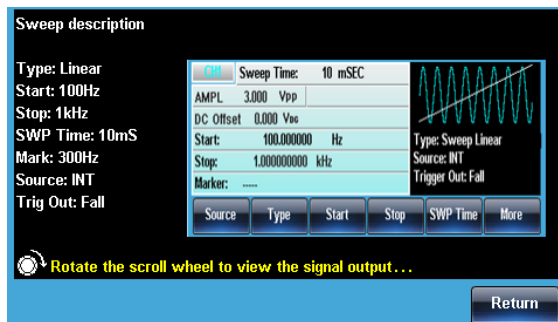 Sweep description
Type: Linear
Start: 100Hz
Stop: 1kHz
SWP Time: 10mS
Mark: 300Hz
Source: INT
Trig Out: Fall
CH1 Sweep Time: 10 mSEC
AMPL 3.000 VPP
DC Offset 0.000 VDC
Start: 100.000000 Hz
Stop: 1.000000000 kHz
Marker: ----
Type: Sweep Linear
Source: INT
Trigger Out: Fall
Source Type Start Stop SWP Time More
Rotate the scroll wheel to view the signal output...
Return